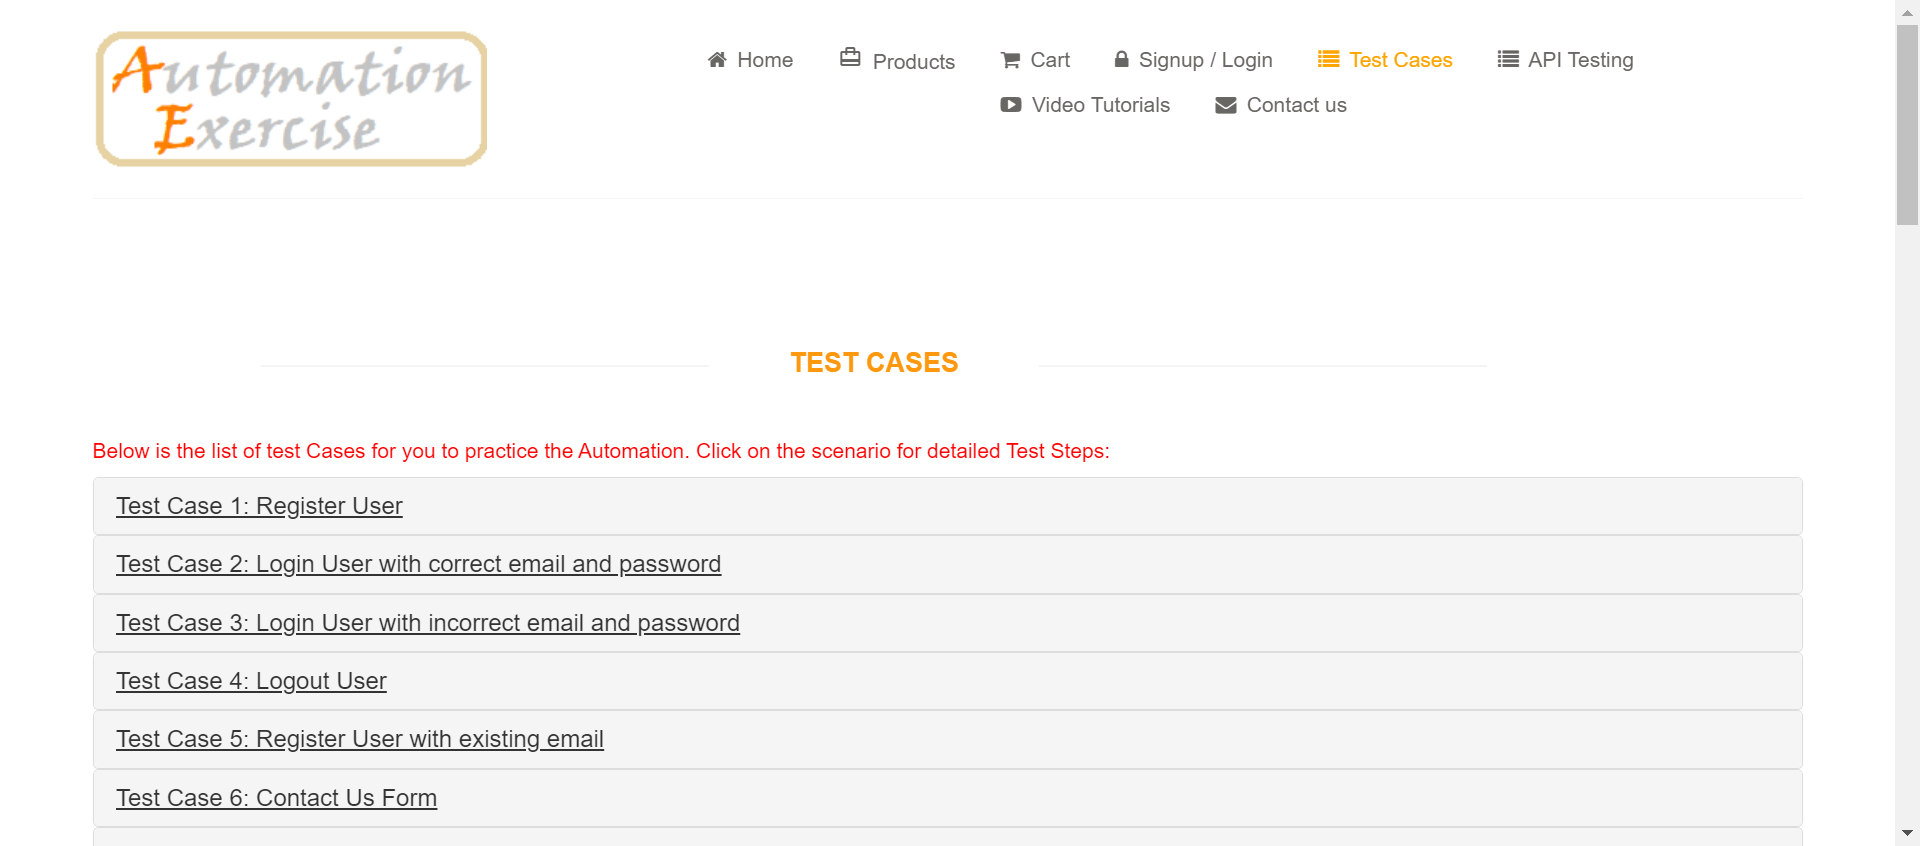 Automation
Exercise
Home
Products
Cart
Signup / Login
Test Cases
API Testing
Video Tutorials
Contact us
TEST CASES
Below is the list of test Cases for you to practice the Automation. Click on the scenario for detailed Test Steps:
Test Case 1: Register User
Test Case 2: Login User with correct email and password
Test Case 3: Login User with incorrect email and password
Test Case 4: Logout User
Test Case 5: Register User with existing email
Test Case 6: Contact Us Form